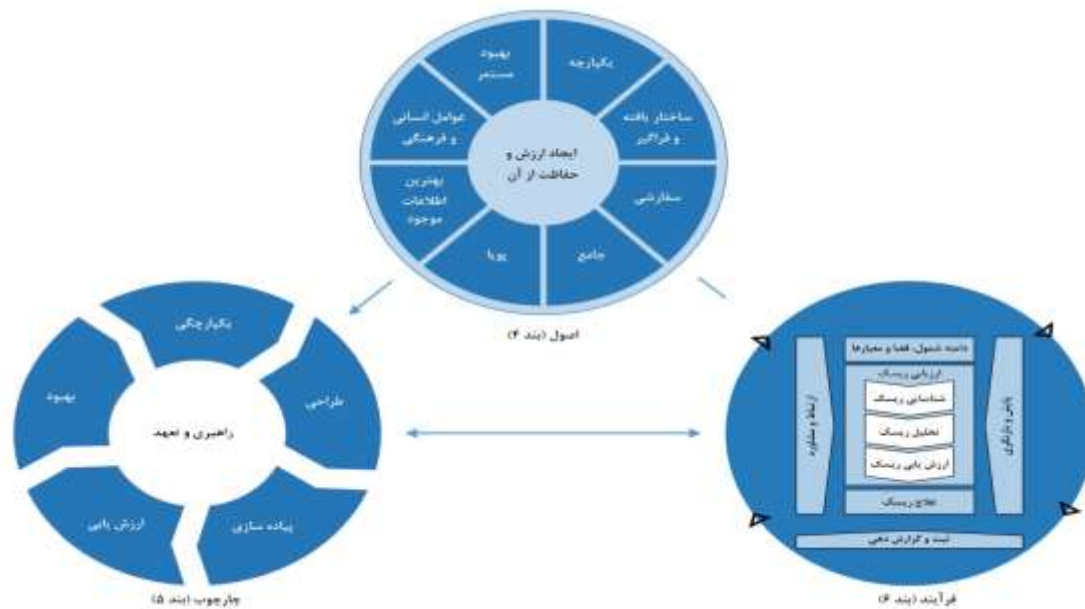 بهبود
مستمر
یکپارچه
عوامل انسانی
و فرهنگی
ساختار یافته
و فراگیر
ایجاد ارزش و
حفاظت از آن
بهترین
اطلاعات
موجود
سفارشی
پویا
جامع
اصول (بند ۴)
یکپارچگی
بهبود
طراحی
راهبری و تعهد
ارزش یابی
پیاده سازی
چارچوب (بند ۵)
دامنه شمول، فضا و معیارها
ارزیابی ریسک
شناسایی ریسک
تحلیل ریسک
ارزش یابی ریسک
ارتباط و مشاوره
پایش و بازنگری
علاج ریسک
ثبت و گزارش دهی
فرآیند (بند ۶)